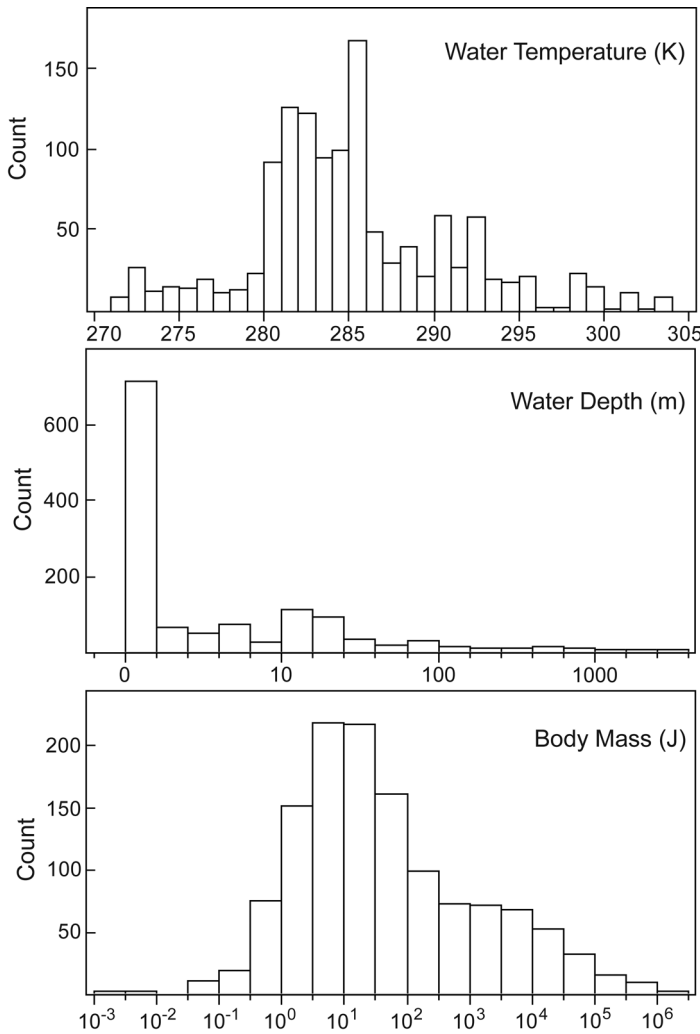 Water Temperature (K)
Count
150
100
50
270 275 280 285 290 295 300 305
Water Depth (m)
Count
600
400
200
0 10 100 1000
Body Mass (J)
Count
200
150
100
50
10⁻³ 10⁻² 10⁻¹ 10⁰ 10¹ 10² 10³ 10⁴ 10⁵ 10⁶